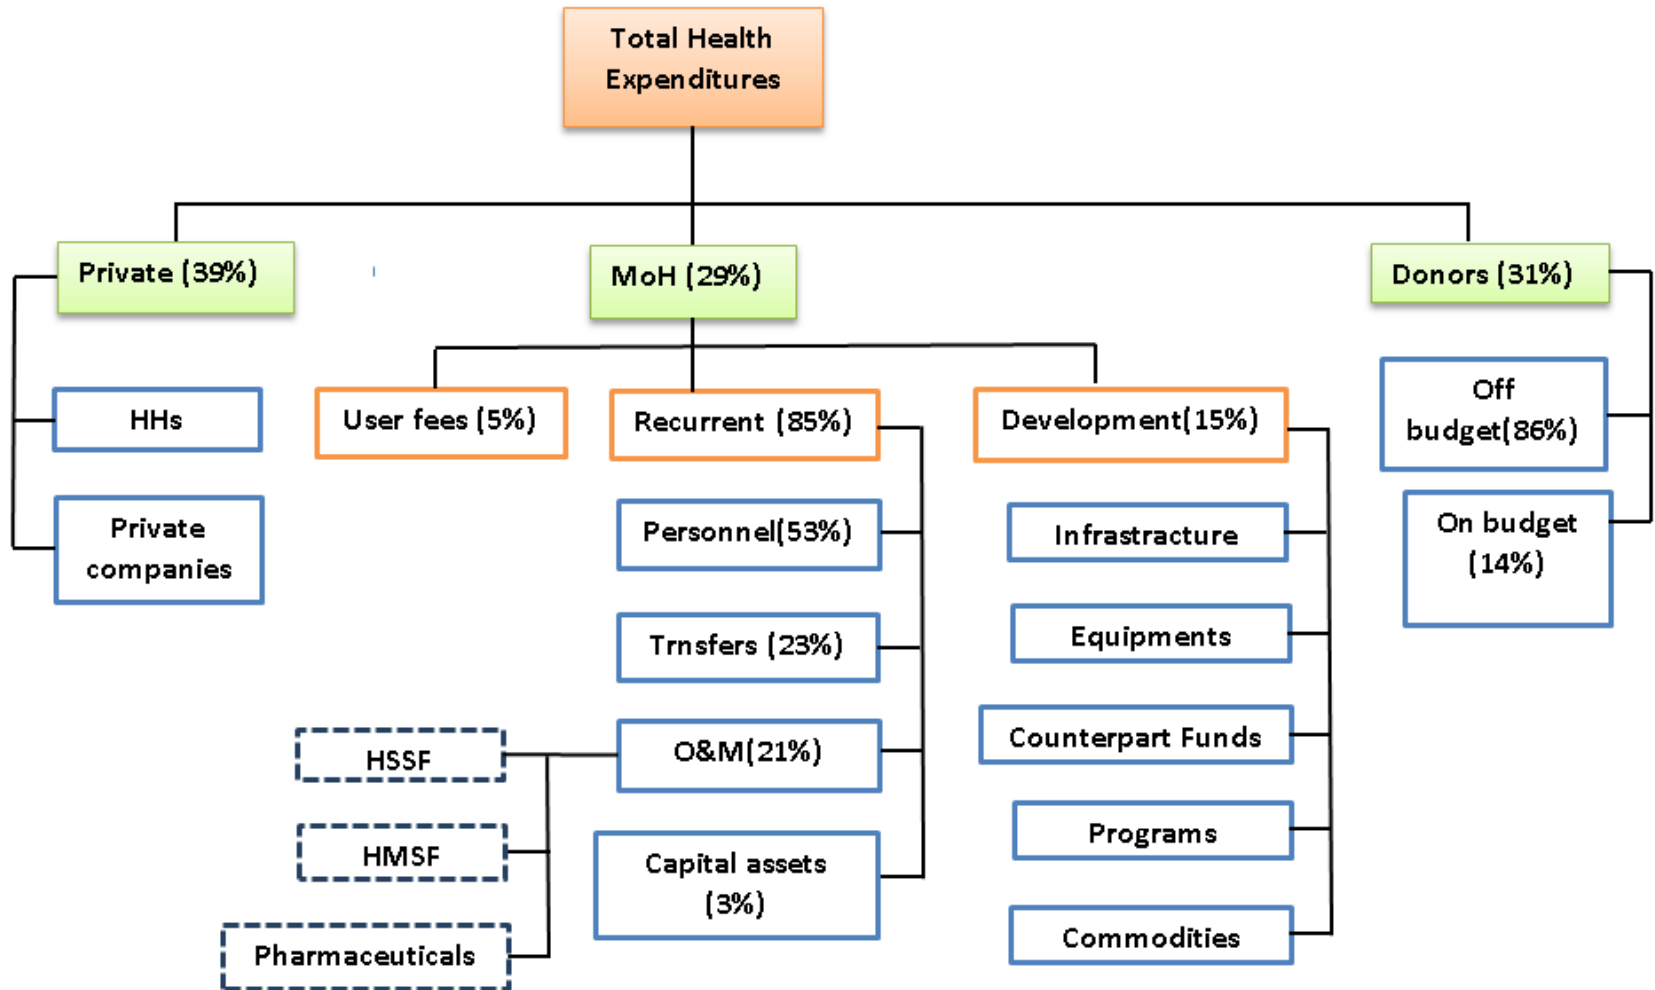 Total Health
Expenditures
Private (39%)
MoH (29%)
Donors (31%)
HHs
Private
companies
User fees (5%)
Recurrent (85%)
Development(15%)
Off
budget(86%)
On budget
(14%)
Personnel(53%)
Trnsfers (23%)
O&M(21%)
Capital assets
(3%)
HSSF
HMSF
Pharmaceuticals
Infrastracture
Equipments
Counterpart Funds
Programs
Commodities